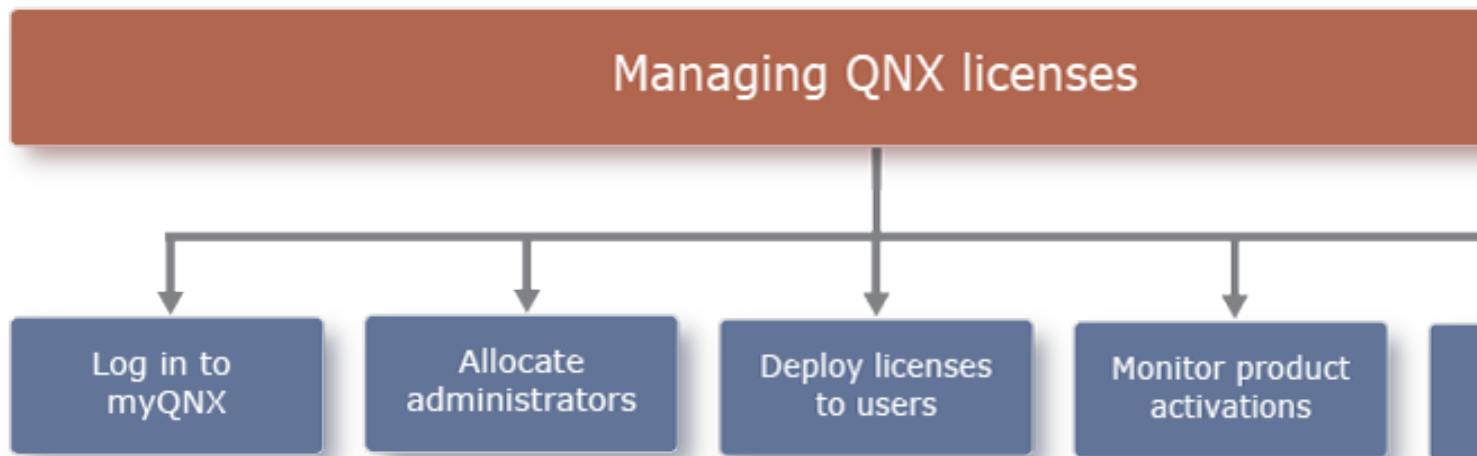 Managing QNX licenses
Log in to
myQNX
Allocate
administrators
Deploy licenses
to users
Monitor product
activations